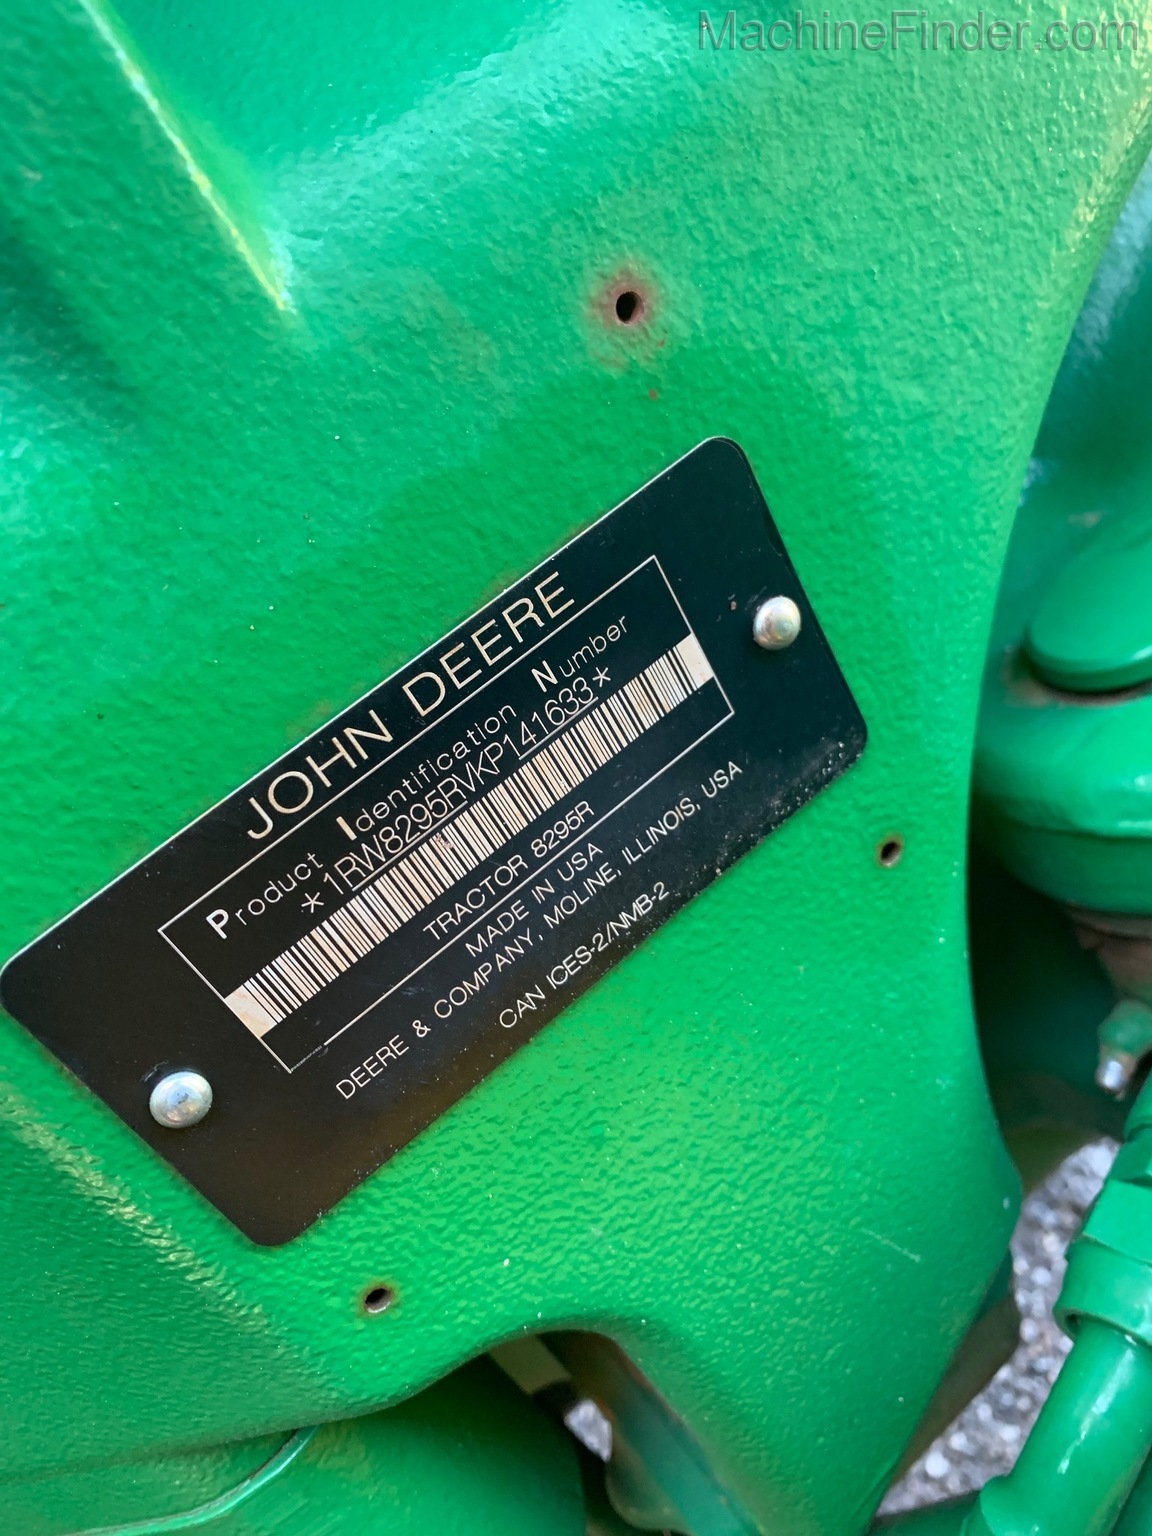 MachineFinder.com
JOHN DEERE
Product Identification Number
*1RW8295RVKP141633*
TRACTOR 8295R
MADE IN USA
DEERE & COMPANY, MOLINE, ILLINOIS, USA
CAN ICES-2/NMB-2